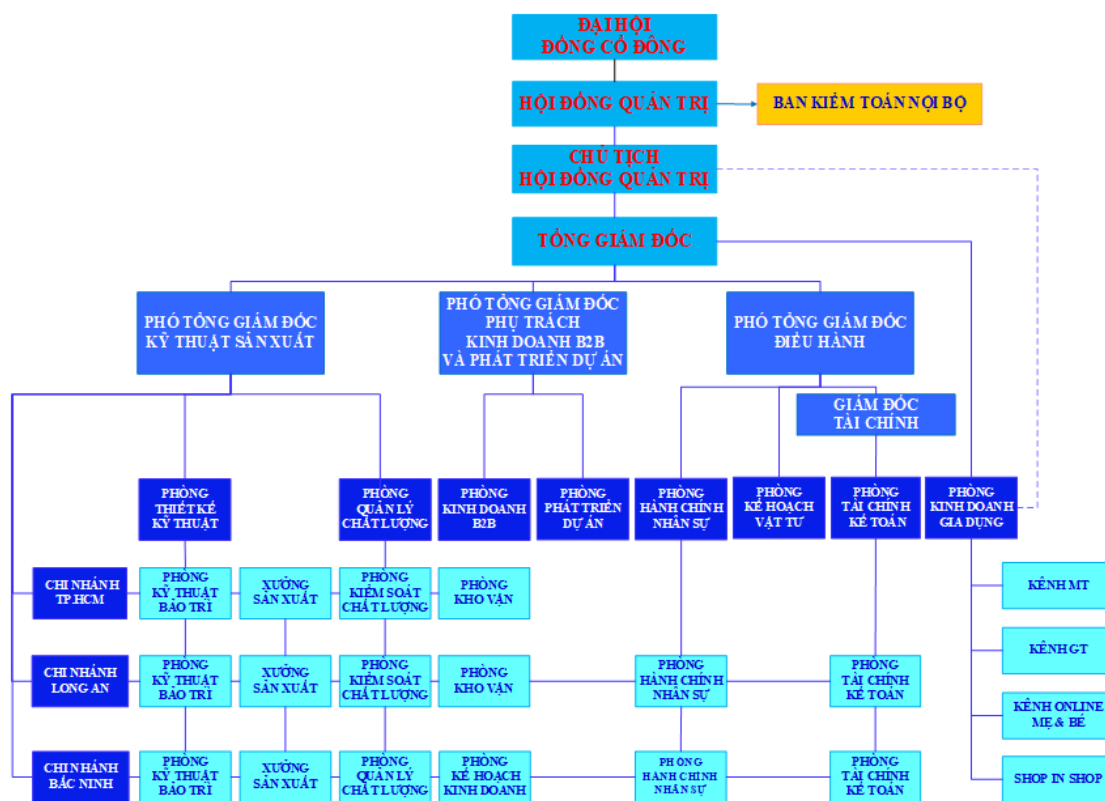 ĐẠI HỘI
ĐỒNG CỔ ĐÔNG
HỘI ĐỒNG QUẢN TRỊ
BAN KIỂM TOÁN NỘI BỘ
CHỦ TỊCH
HỘI ĐỒNG QUẢN TRỊ
TỔNG GIÁM ĐỐC
PHÓ TỔNG GIÁM ĐỐC
KỸ THUẬT SẢN XUẤT
PHÓ TỔNG GIÁM ĐỐC
PHỤ TRÁCH
KINH DOANH B2B
VÀ PHÁT TRIỂN DỰ ÁN
PHÓ TỔNG GIÁM ĐỐC
ĐIỀU HÀNH
GIÁM ĐỐC
TÀI CHÍNH
PHÒNG
THIẾT KẾ
KỸ THUẬT
PHÒNG
QUẢN LÝ
CHẤT LƯỢNG
PHÒNG
KINH DOANH
B2B
PHÒNG
PHÁT TRIỂN
DỰ ÁN
PHÒNG
HÀNH CHÍNH
NHÂN SỰ
PHÒNG
KẾ HOẠCH
VẬT TƯ
PHÒNG
TÀI CHÍNH
KẾ TOÁN
PHÒNG
KINH DOANH
GIA DỤNG
CHI NHÁNH
TP.HCM
PHÒNG
KỸ THUẬT
BẢO TRÌ
XƯỞNG
SẢN XUẤT
PHÒNG
KIỂM SOÁT
CHẤT LƯỢNG
PHÒNG
KHO VẬN
KÊNH MT
CHI NHÁNH
LONG AN
PHÒNG
KỸ THUẬT
BẢO TRÌ
XƯỞNG
SẢN XUẤT
PHÒNG
KIỂM SOÁT
CHẤT LƯỢNG
PHÒNG
KHO VẬN
PHÒNG
HÀNH CHÍNH
NHÂN SỰ
PHÒNG
TÀI CHÍNH
KẾ TOÁN
KÊNH GT
KÊNH ONLINE
MẸ & BÉ
CHI NHÁNH
BẮC NINH
PHÒNG
KỸ THUẬT
BẢO TRÌ
XƯỞNG
SẢN XUẤT
PHÒNG
QUẢN LÝ
CHẤT LƯỢNG
PHÒNG
KẾ HOẠCH
KINH DOANH
PHÒNG
HÀNH CHÍNH
NHÂN SỰ
PHÒNG
TÀI CHÍNH
KẾ TOÁN
SHOP IN SHOP